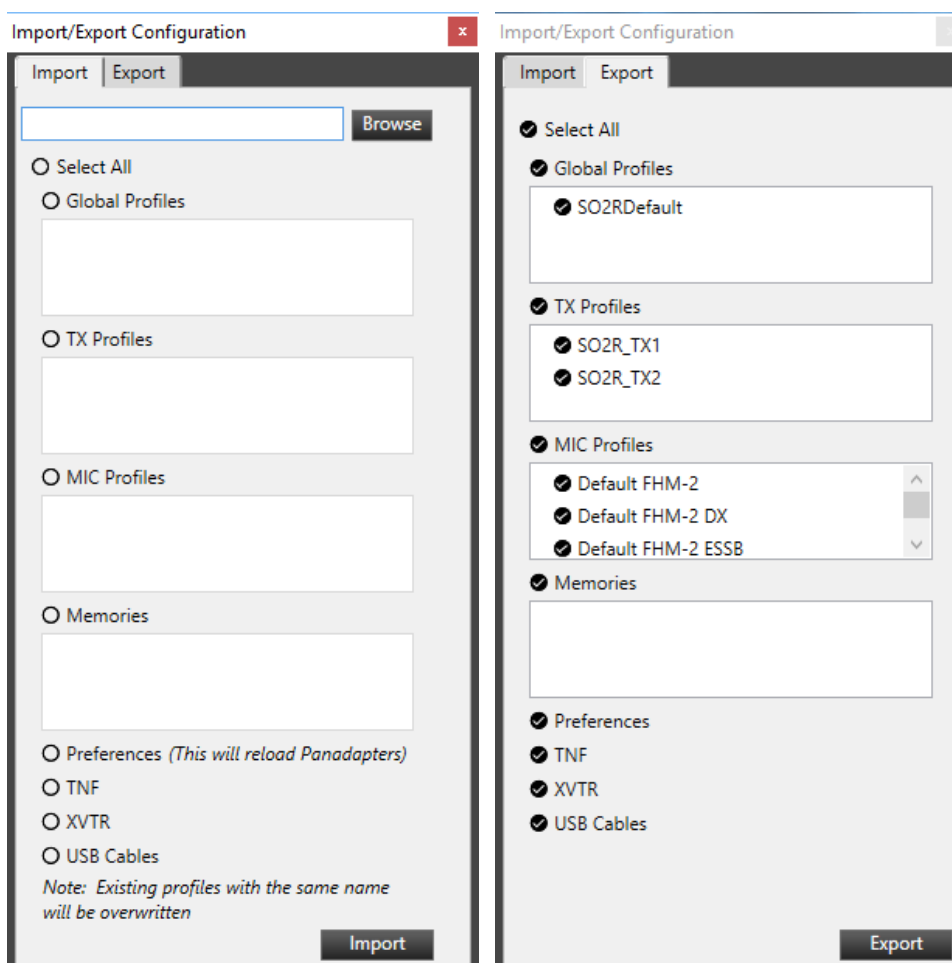 Import/Export Configuration
x
Import
Export
Browse
Select All
Global Profiles
TX Profiles
MIC Profiles
Memories
Preferences (This will reload Panadapters)
TNF
XVTR
USB Cables
Note: Existing profiles with the same name
will be overwritten
Import
Import/Export Configuration
Import
Export
Select All
Global Profiles
SO2RDefault
TX Profiles
SO2R_TX1
SO2R_TX2
MIC Profiles
Default FHM-2
Default FHM-2 DX
Default FHM-2 ESSB
Memories
Preferences
TNF
XVTR
USB Cables
Export